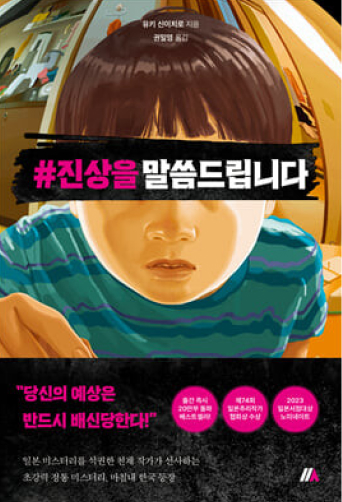 유키 신이치로 지음
권일영 옮김
#진상을 말씀드립니다
"당신의 예상은
반드시 배신당한다!"
출간 즉시
20만부 돌파
베스트셀러!
제74회
일본추리작가
협회상 수상
2023
일본서점대상
노미네이트
일본 미스터리를 석권한 천재 작가가 선사하는
초강력 정통 미스터리, 마침내 한국 등장